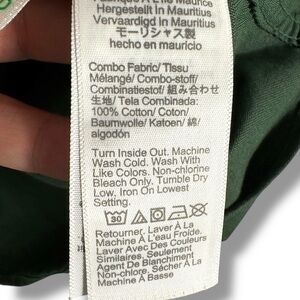 Hergestellt in Mauritius
Vervaardigd in Mauritius
モーリシャス製
hecho en mauricio
Combo Fabric/ Tissu
Mélangé/ Combo-stoff/
Combinatiestof/ 組み合わせ
生地/ Tela Combinada:
100% Cotton/ Coton/
Baumwolle/ Katoen/ 綿/
algodón
Turn Inside Out. Machine
Wash Cold. Wash With
Like Colors. Non-chlorine
Bleach Only. Tumble Dry
Low. Iron On Lowest
Setting.
30
Retourner. Laver À La
Machine À L'eau Froide.
Laver Avec Des Couleurs
Similaires. Seulement
Agent De Blanchiment
Non Chloré. Sécher À La
Machine À Basse